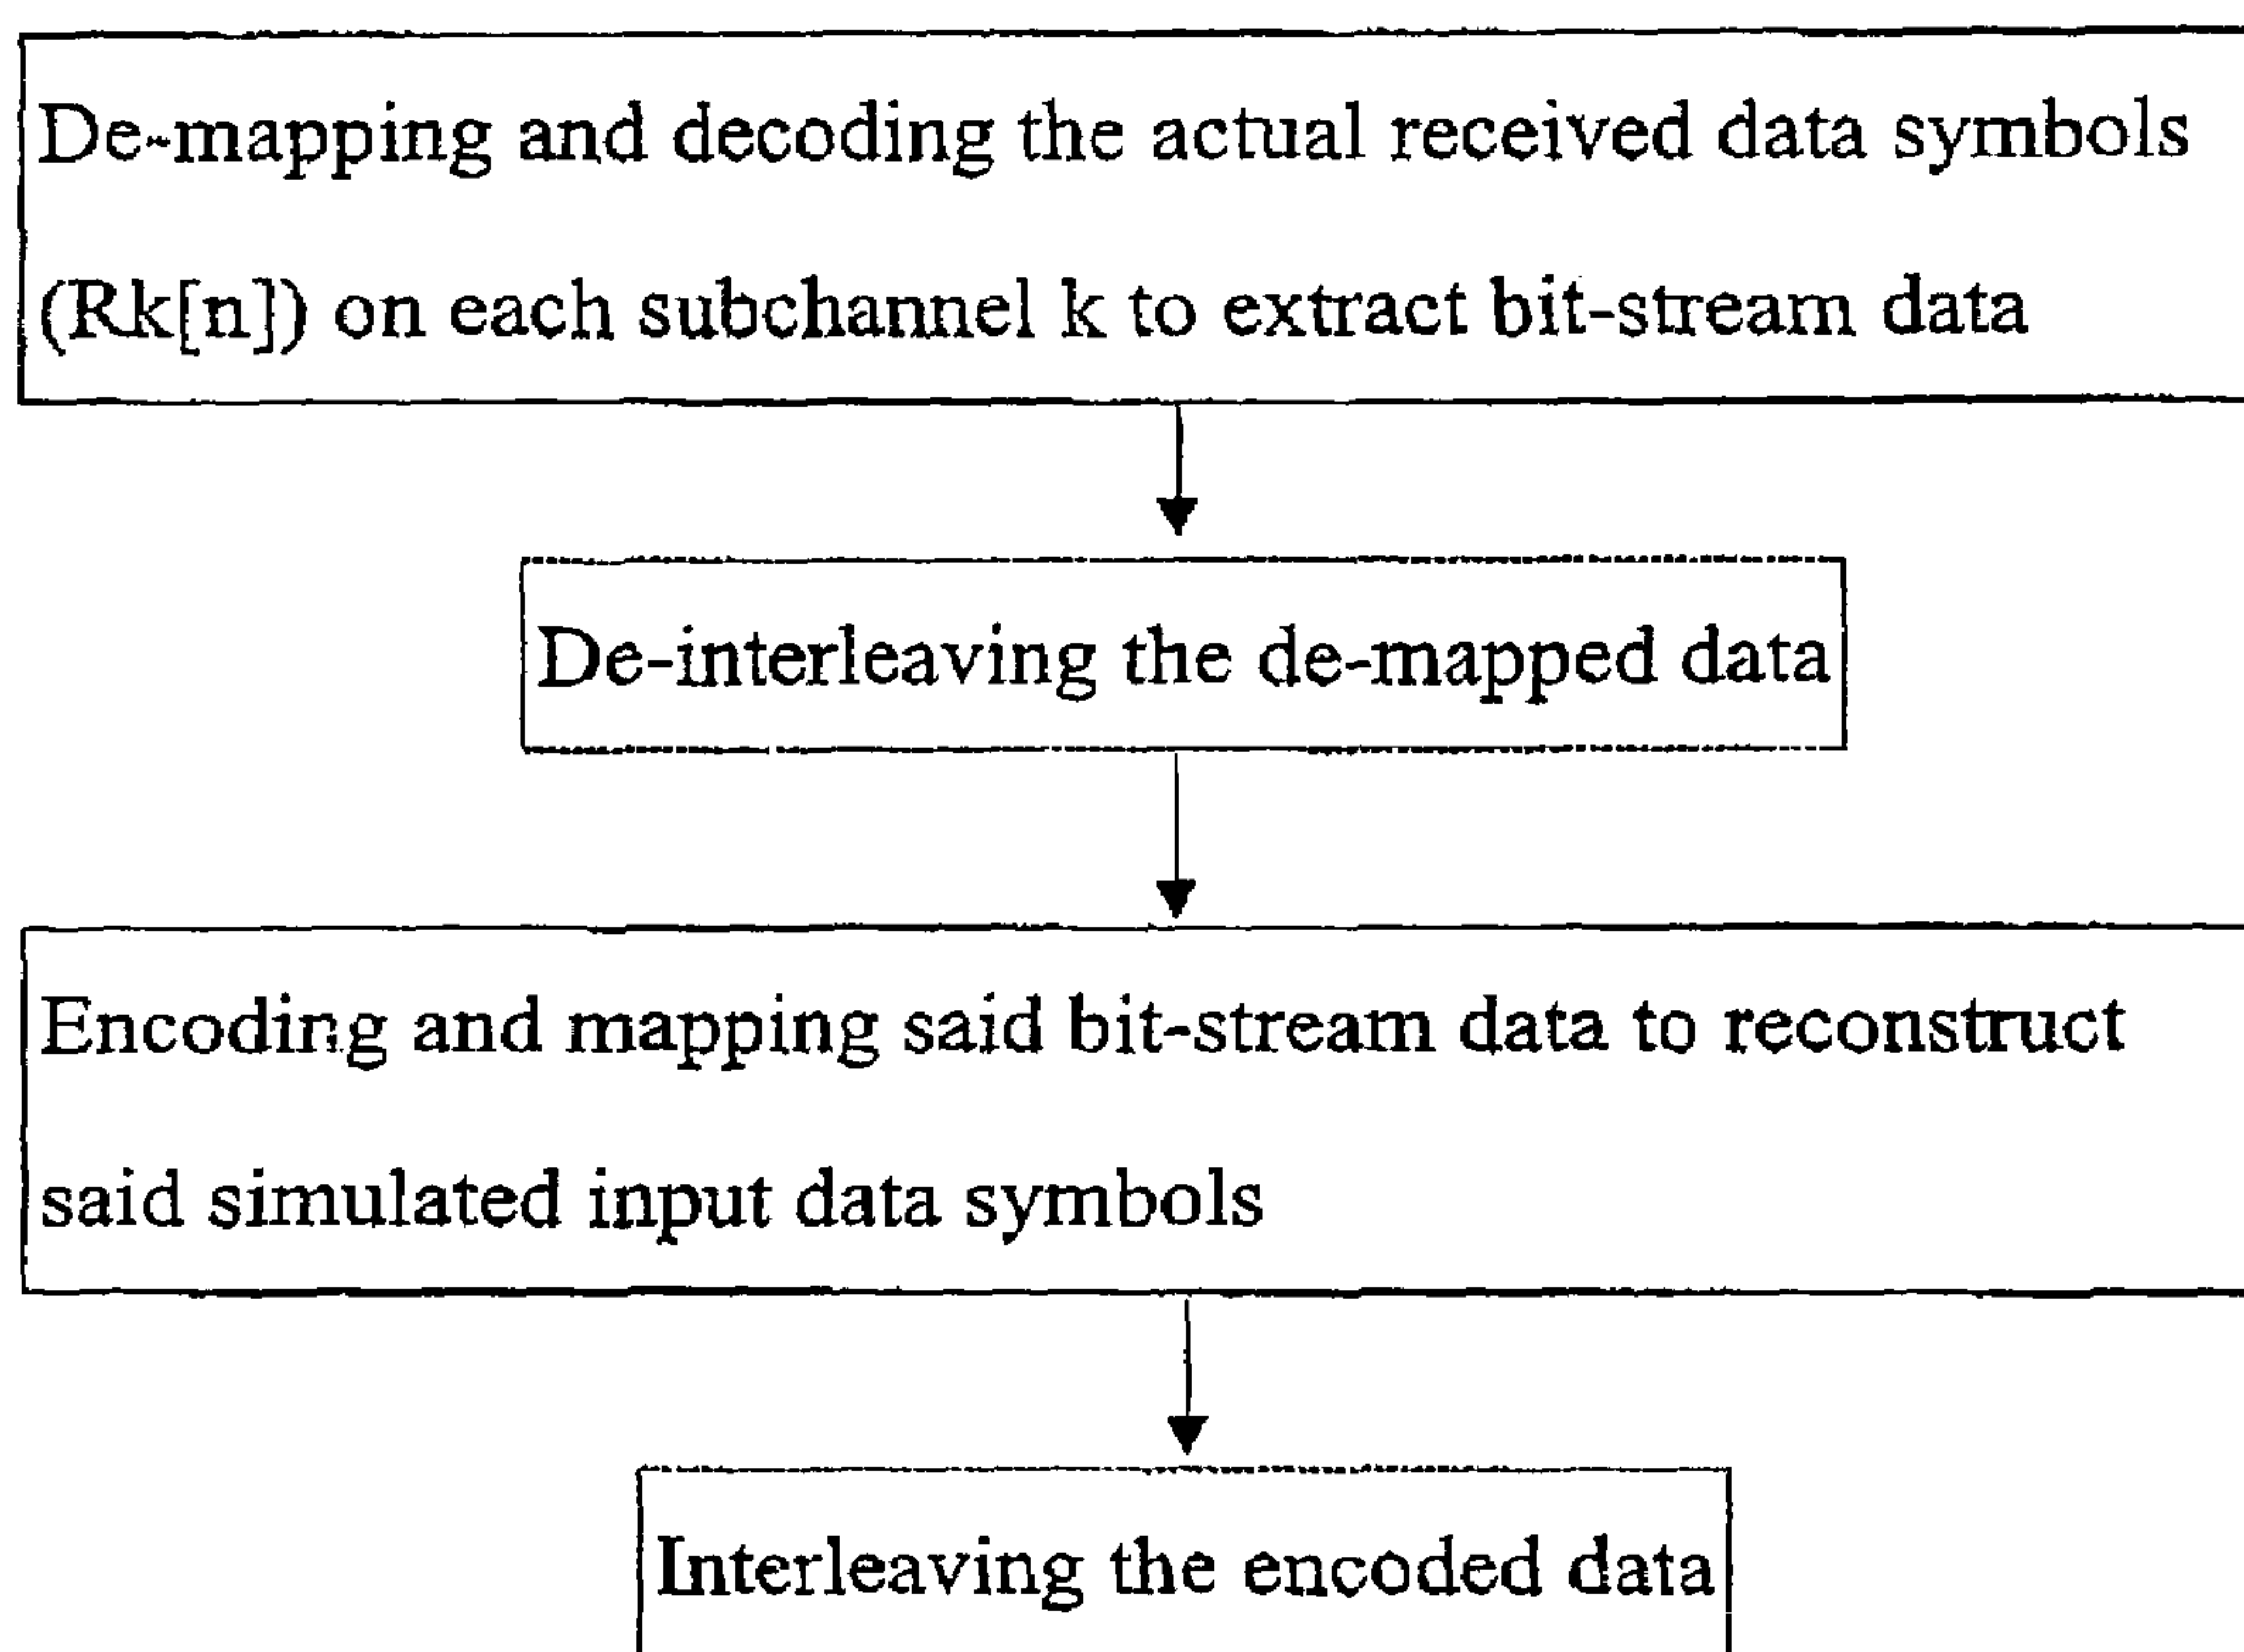 De-mapping and decoding the actual received data symbols
(Rk[n]) on each subchannel k to extract bit-stream data
De-interleaving the de-mapped data
Encoding and mapping said bit-stream data to reconstruct
said simulated input data symbols
Interleaving the encoded data